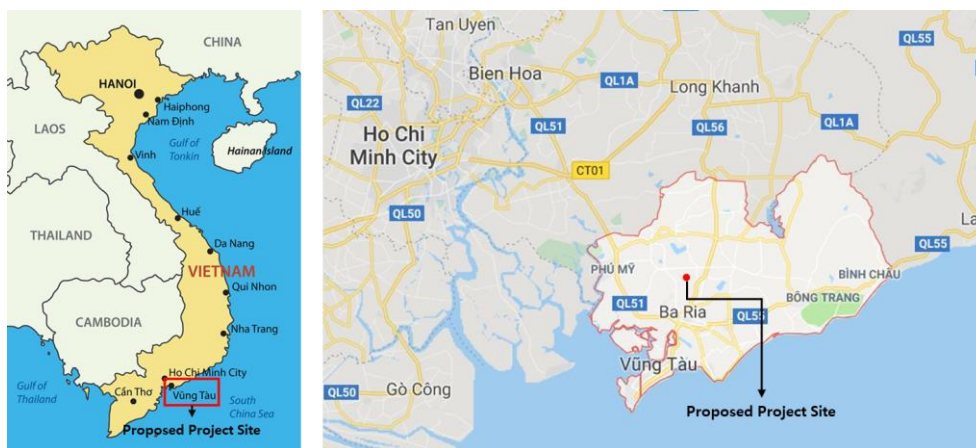 CHINA
HANOI
Haiphong
Nam Định
LAOS
Gulf of
Tonkin
Hainan Island
Vinh
Huế
THAILAND
Da Nang
VIETNAM
Qui Nhon
CAMBODIA
Nha Trang
Ho Chi Minh City
Gulf of
Thailand
Cần Thơ
Vũng Tàu
South
China Sea
Proposed Project Site
Tan Uyen
QL55
Bien Hoa
QL1A
Long Khanh
QL22
QL51
QL56
QL1A
Ho Chi
Minh City
CT01
QL50
La
QL55
PHÚ MỸ
BÌNH CHÂU
QL51
BÔNG TRANG
Ba Ria
QL55
Vũng Tàu
Gò Công
QL50
Proposed Project Site